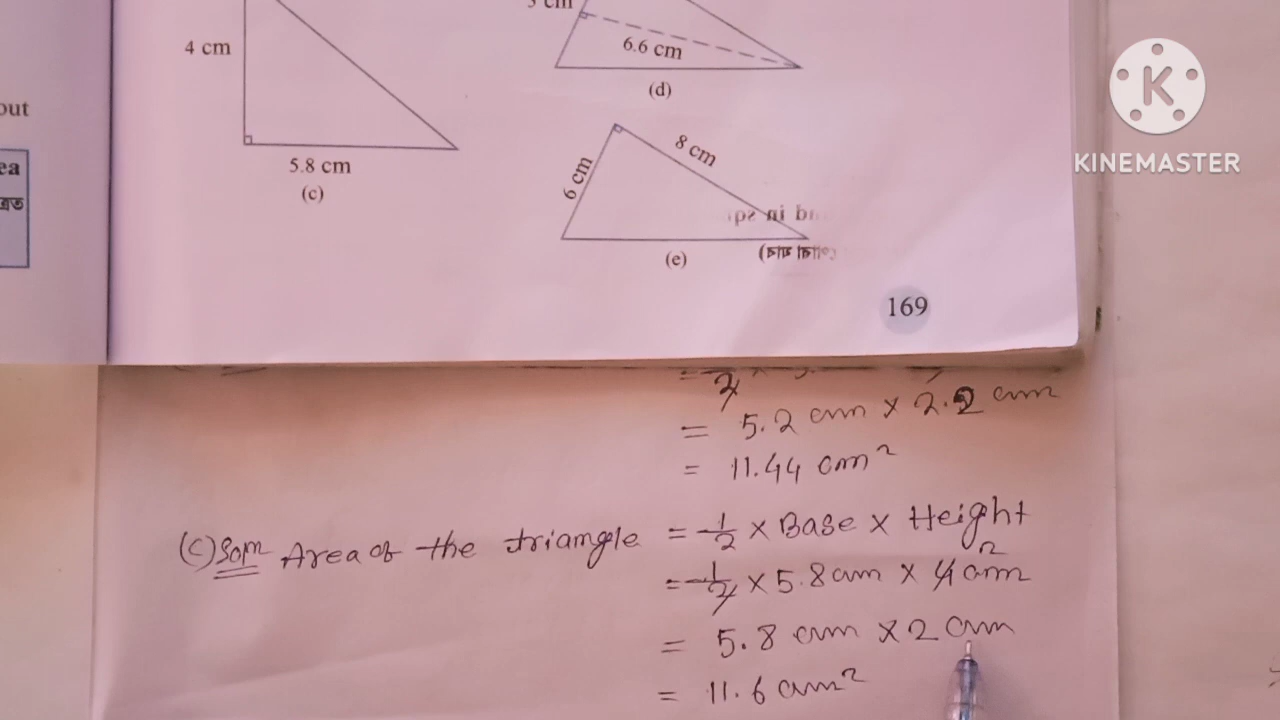 4 cm
6.6 cm
(d)
5.8 cm
(c)
out
ea
8 cm
6 cm
(e)
169
KINEMASTER
= 5.2 cm × 2.2 cm
= 11.44 cm²
(c) Soln Area of the triangle = 1/2 × Base × Height
= 1/2 × 5.8 cm × 4 cm
2
= 5.8 cm × 2 cm
= 11.6 cm²